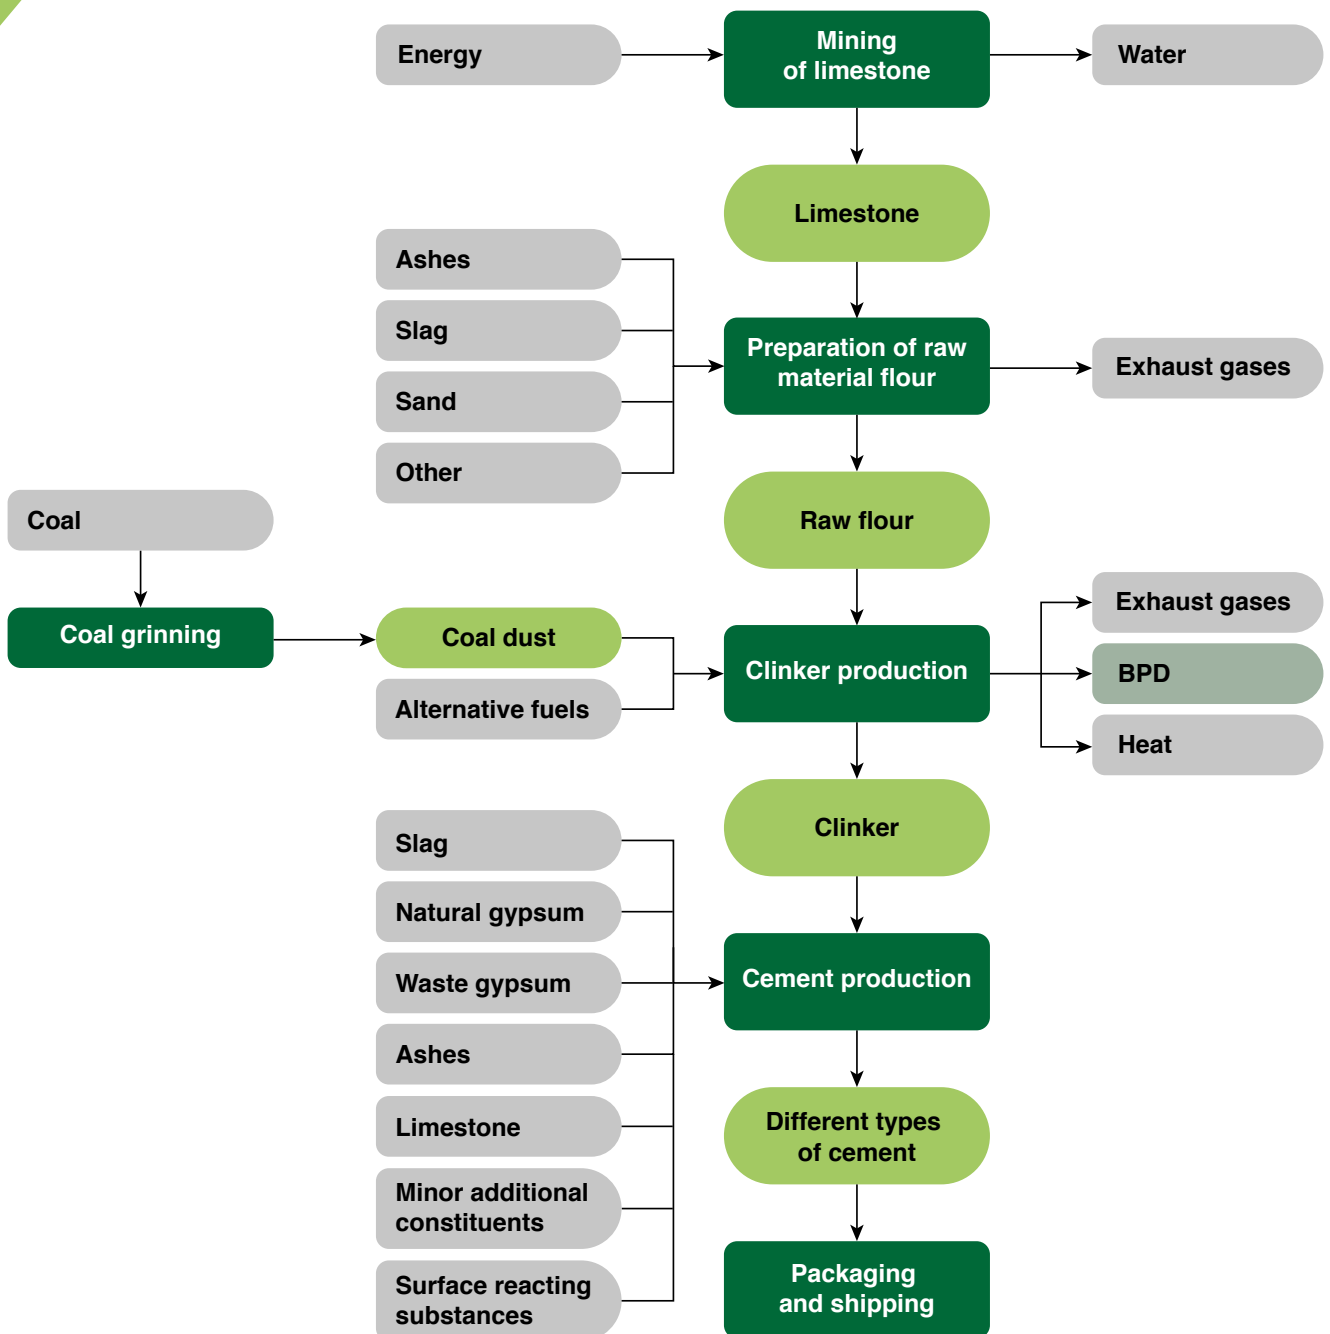 Energy
Mining
of limestone
Water
Limestone
Ashes
Slag
Sand
Other
Preparation of raw
material flour
Exhaust gases
Coal
Raw flour
Coal grinning
Coal dust
Alternative fuels
Clinker production
Exhaust gases
BPD
Heat
Clinker
Slag
Natural gypsum
Waste gypsum
Ashes
Limestone
Minor additional
constituents
Surface reacting
substances
Cement production
Different types
of cement
Packaging
and shipping